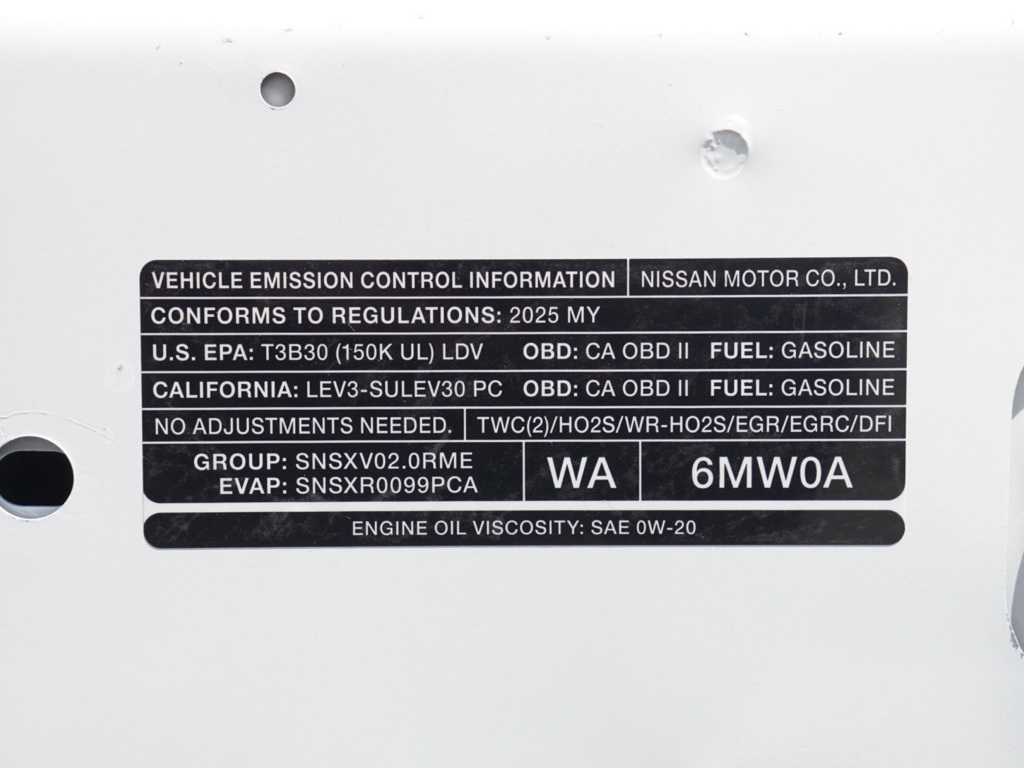 VEHICLE EMISSION CONTROL INFORMATION NISSAN MOTOR CO., LTD.
CONFORMS TO REGULATIONS: 2025 MY
U.S. EPA: T3B30 (150K UL) LDV OBD: CA OBD II FUEL: GASOLINE
CALIFORNIA: LEV3-SULEV30 PC OBD: CA OBD II FUEL: GASOLINE
NO ADJUSTMENTS NEEDED. TWC(2)/HO2S/WR-HO2S/EGR/EGRC/DFI
GROUP: SNSXV02.0RME
EVAP: SNSXR0099PCA
WA 6MW0A
ENGINE OIL VISCOSITY: SAE 0W-20